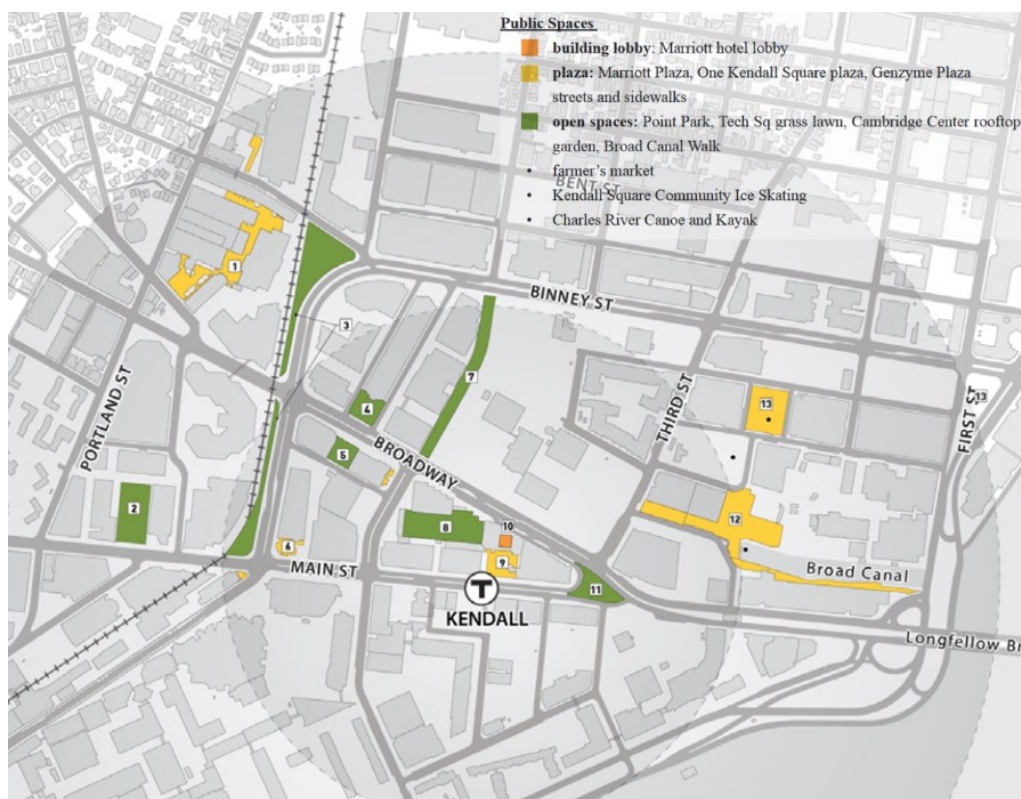 Public Spaces
building lobby: Marriott hotel lobby
plaza: Marriott Plaza, One Kendall Square plaza, Genzyme Plaza
streets and sidewalks
open spaces: Point Park, Tech Sq grass lawn, Cambridge Center rooftop
garden, Broad Canal Walk
• farmer's market
BENT ST
• Kendall Square Community Ice Skating
• Charles River Canoe and Kayak
1
BINNEY ST
3
7
PORTLAND ST
4
THIRD ST
13
13
FIRST ST
5
BROADWAY
2
8
10
12
6
9
MAIN ST
11
Broad Canal
T
KENDALL
Longfellow Br